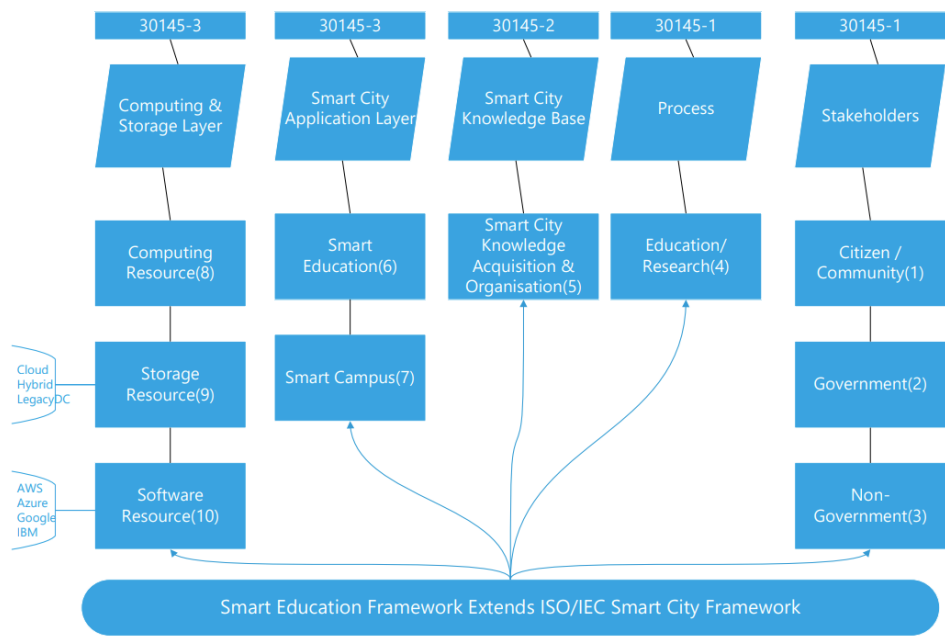 30145-3
30145-3
30145-2
30145-1
30145-1
Computing &
Storage Layer
Smart City
Application Layer
Smart City
Knowledge Base
Process
Stakeholders
Computing
Resource(8)
Smart
Education(6)
Smart City
Knowledge
Acquisition &
Organisation(5)
Education/
Research(4)
Citizen /
Community(1)
Cloud
Hybrid
LegacyDC
Storage
Resource(9)
Smart Campus(7)
Government(2)
AWS
Azure
Google
IBM
Software
Resource(10)
Non-
Government(3)
Smart Education Framework Extends ISO/IEC Smart City Framework